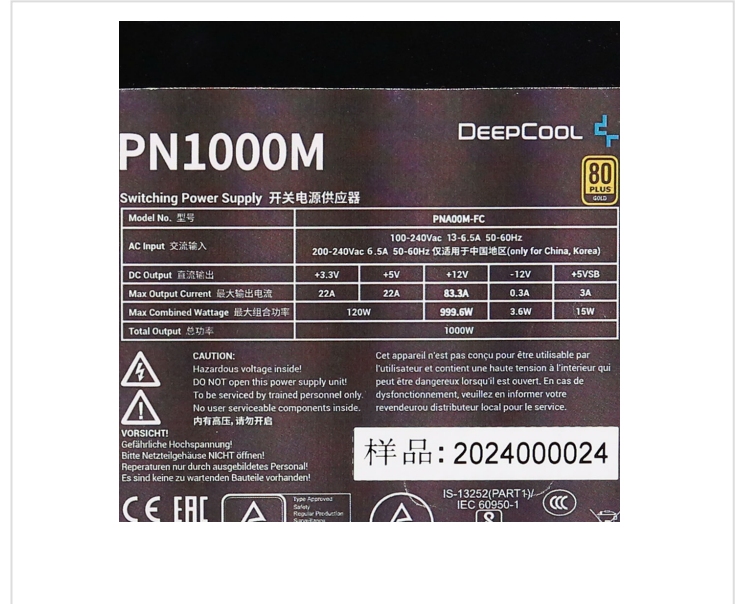 DEEPCOOL
PN1000M
80
PLUS
GOLD
Switching Power Supply 开关电源供应器
Model No. 型号 PNA00M-FC
AC Input 交流输入 100-240Vac 13-6.5A 50-60Hz
200-240Vac 6.5A 50-60Hz 仅适用于中国地区(only for China, Korea)
DC Output 直流输出 +3.3V +5V +12V -12V +5VSB
Max Output Current 最大输出电流 22A 22A 83.3A 0.3A 3A
Max Combined Wattage 最大组合功率 120W 999.6W 3.6W 15W
Total Output 总功率 1000W
CAUTION:
Hazardous voltage inside!
DO NOT open this power supply unit!
To be serviced by trained personnel only.
No user serviceable components inside.
内有高压, 请勿开启
Cet appareil n'est pas conçu pour être utilisable par
l'utilisateur et contient une haute tension à l'interieur qui
peut être dangereux lorsqu'il est ouvert. En cas de
dysfonctionnement, veuillez en informer votre
revendeurou distributeur local pour le service.
VORSICHT!
Gefährliche Hochspannung!
Bitte Netzteilgehäuse NICHT öffnen!
Reperaturen nur durch ausgebildetes Personal!
Es sind keine zu wartenden Bauteile vorhanden!
样品: 2024000024
CE EAC
Type Approved
Safety
Regular Production
Surveillance
IS-13252(PART1)/
IEC 60950-1
CCC